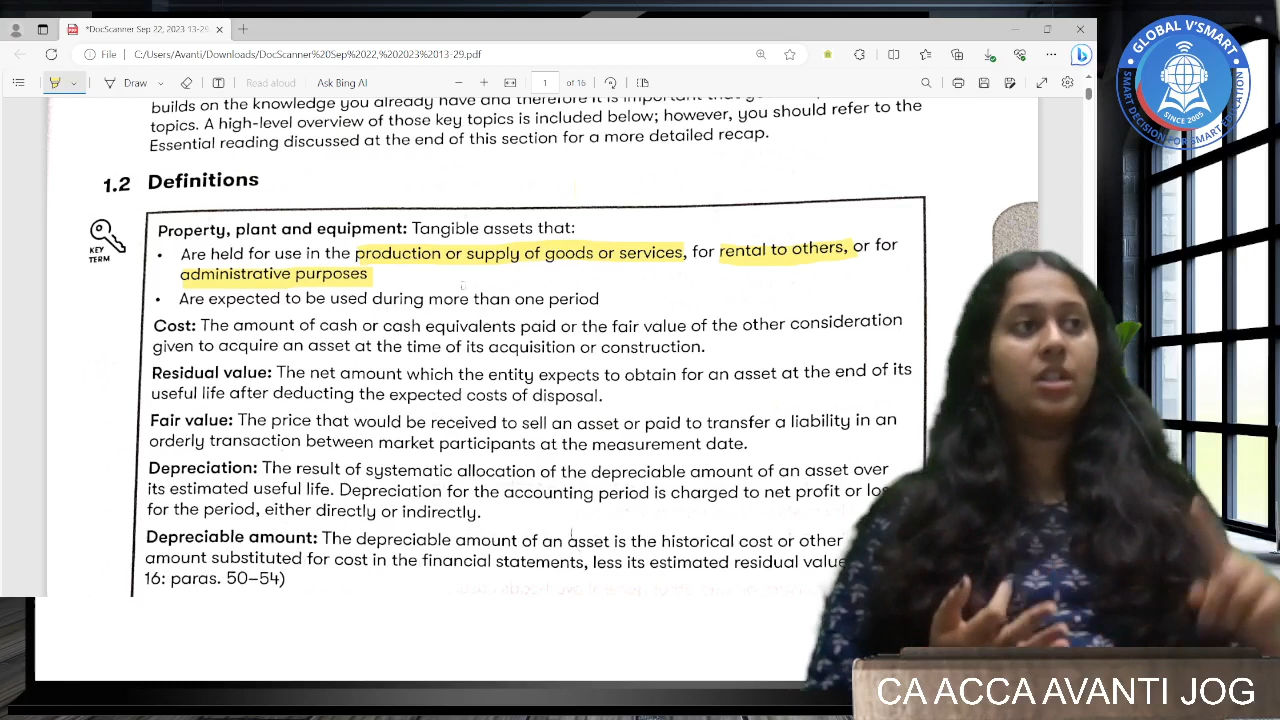 *DocScanner Sep 22, 2023 13-29
File
C:/Users/Avanti/Downloads/DocScanner%20Sep%2022,%202023%2013-29.pdf
Draw
Read aloud
Ask Bing AI
1
of 16
GLOBAL V'SMART
SMART DECISION FOR SMART EDUCATION
SINCE 2005
builds on the knowledge you already have and therefore it is important that
topics. A high-level overview of those key topics is included below; however, you should refer to the
Essential reading discussed at the end of this section for a more detailed recap.
1.2 Definitions
KEY
TERM
Property, plant and equipment: Tangible assets that:
• Are held for use in the production or supply of goods or services, for rental to others, or for
administrative purposes
• Are expected to be used during more than one period
Cost: The amount of cash or cash equivalents paid or the fair value of the other consideration
given to acquire an asset at the time of its acquisition or construction.
Residual value: The net amount which the entity expects to obtain for an asset at the end of its
useful life after deducting the expected costs of disposal.
Fair value: The price that would be received to sell an asset or paid to transfer a liability in an
orderly transaction between market participants at the measurement date.
Depreciation: The result of systematic allocation of the depreciable amount of an asset over
its estimated useful life. Depreciation for the accounting period is charged to net profit or
for the period, either directly or indirectly.
Depreciable amount: The depreciable amount of an asset is the historical cost or other
amount substituted for cost in the financial statements, less its estimated residual value
16: paras. 50–54)
CA ACCA AVANTI JOG